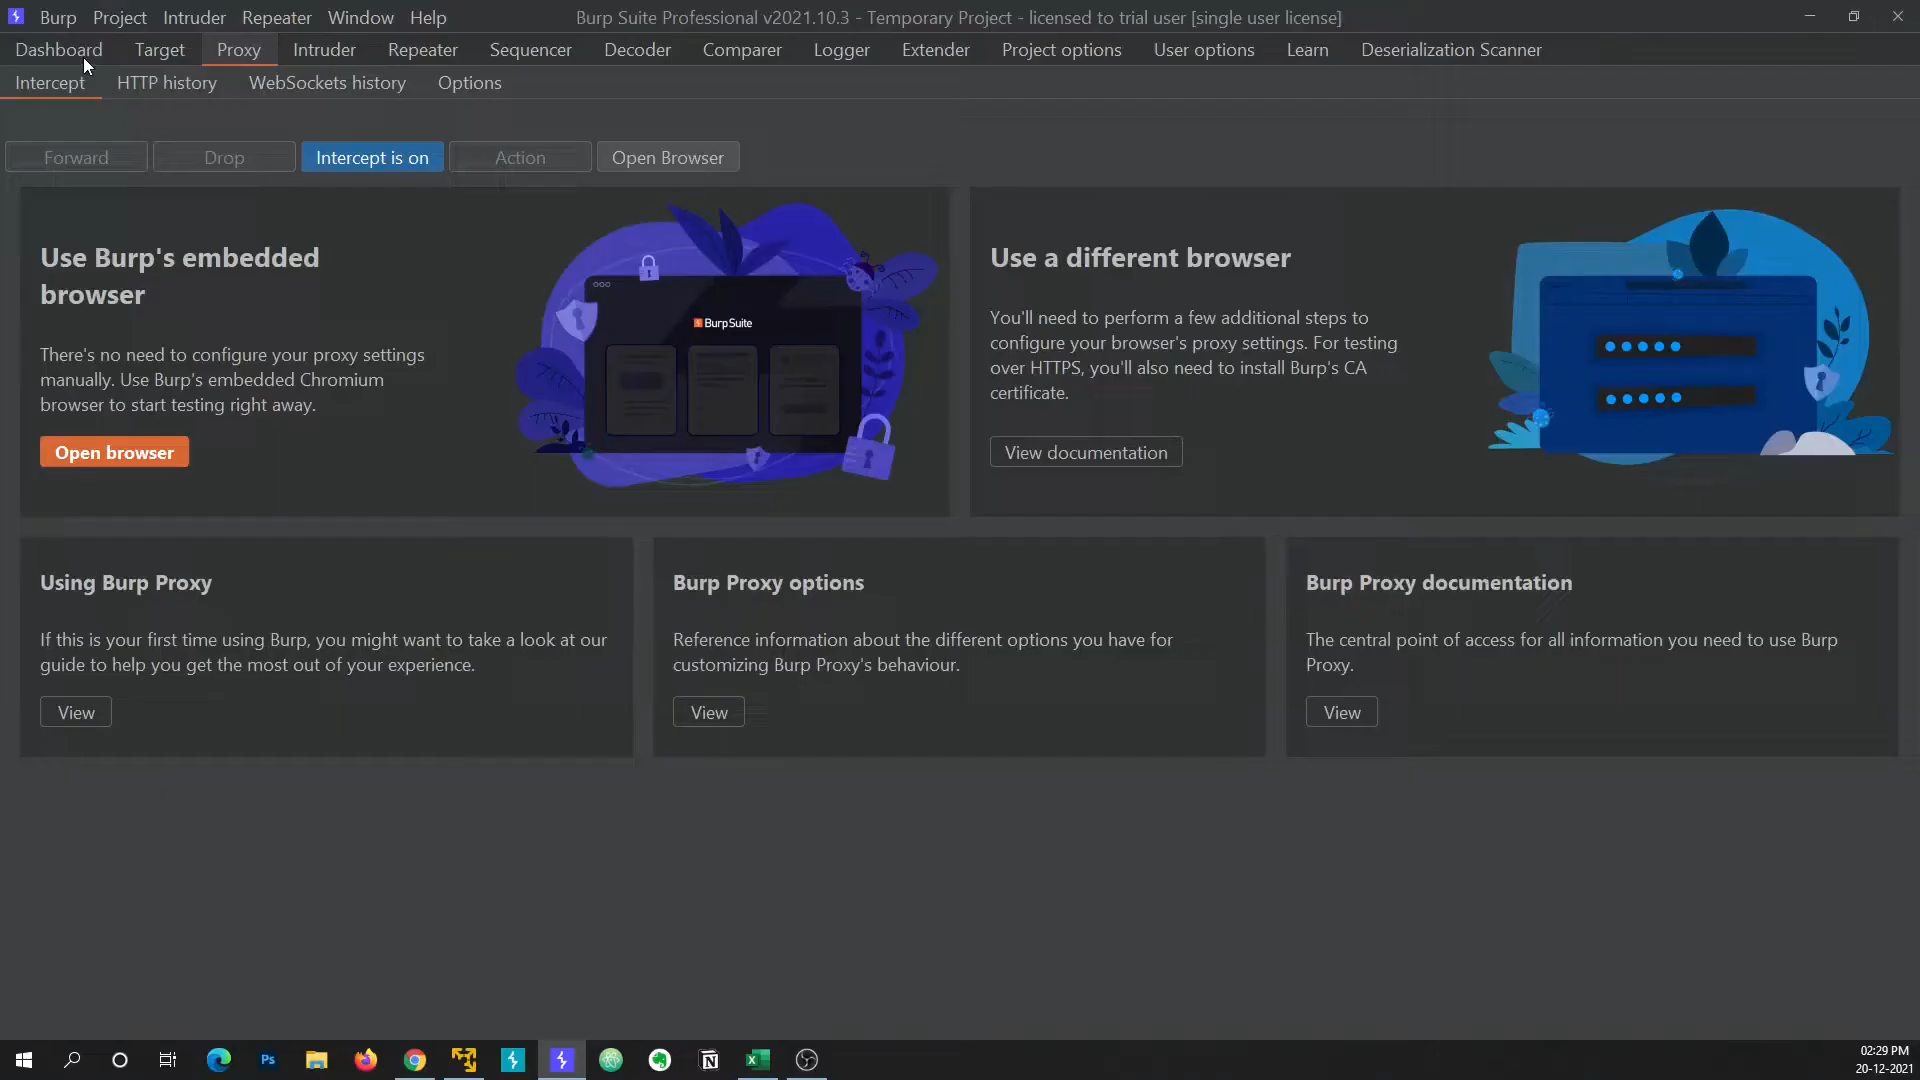 Burp Project Intruder Repeater Window Help Burp Suite Professional v2021.10.3 - Temporary Project - licensed to trial user [single user license]
Dashboard Target Proxy Intruder Repeater Sequencer Decoder Comparer Logger Extender Project options User options Learn Deserialization Scanner
Intercept HTTP history WebSockets history Options
Forward Drop Intercept is on Action Open Browser
Use Burp's embedded
browser
There's no need to configure your proxy settings
manually. Use Burp's embedded Chromium
browser to start testing right away.
Open browser
BurpSuite
Use a different browser
You'll need to perform a few additional steps to
configure your browser's proxy settings. For testing
over HTTPS, you'll also need to install Burp's CA
certificate.
View documentation
Using Burp Proxy
If this is your first time using Burp, you might want to take a look at our
guide to help you get the most out of your experience.
View
Burp Proxy options
Reference information about the different options you have for
customizing Burp Proxy's behaviour.
View
Burp Proxy documentation
The central point of access for all information you need to use Burp
Proxy.
View
Ps
N
X
02:29 PM
20-12-2021